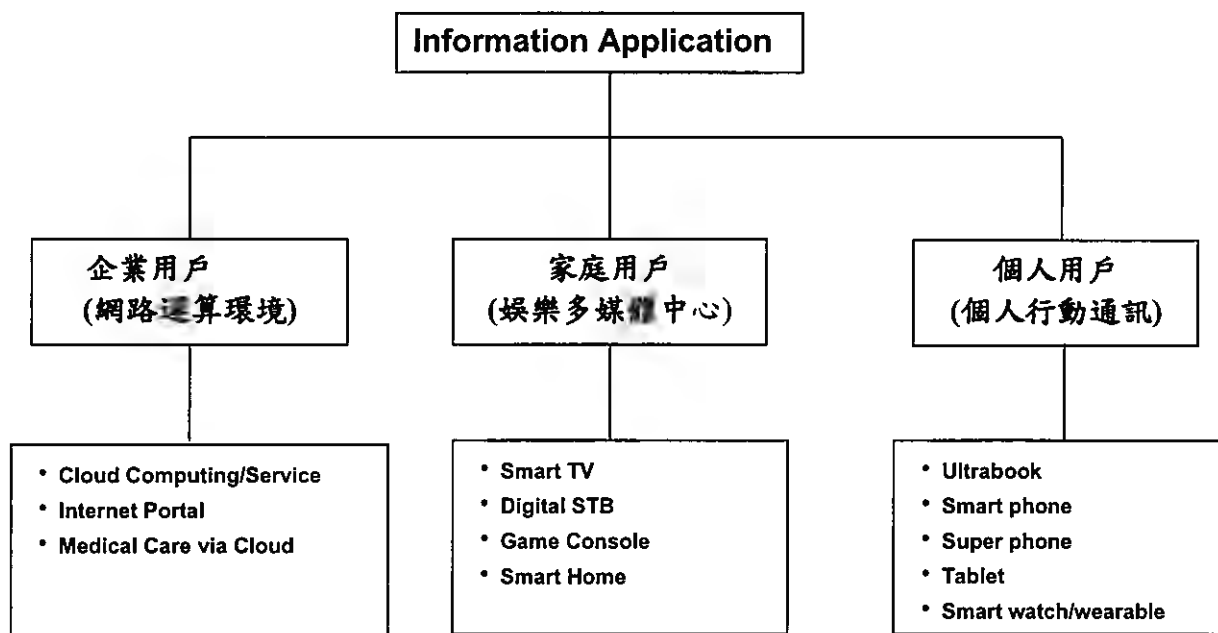 Information Application
企業用戶
(網路運算環境)
家庭用戶
(娛樂多媒體中心)
個人用戶
(個人行動通訊)
• Cloud Computing/Service
• Internet Portal
• Medical Care via Cloud
• Smart TV
• Digital STB
• Game Console
• Smart Home
• Ultrabook
• Smart phone
• Super phone
• Tablet
• Smart watch/wearable